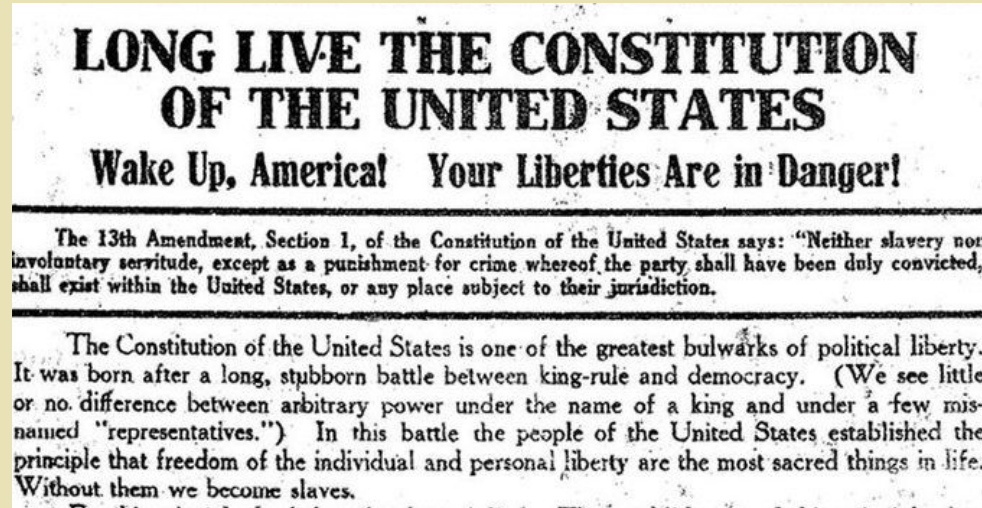 LONG LIVE THE CONSTITUTION
OF THE UNITED STATES
Wake Up, America! Your Liberties Are in Danger!
The 13th Amendment, Section 1, of the Constitution of the United States says: "Neither slavery nor
involuntary servitude, except as a punishment for crime whereof the party shall have been duly convicted,
shall exist within the United States, or any place subject to their jurisdiction.
The Constitution of the United States is one of the greatest bulwarks of political liberty.
It was born after a long, stubborn battle between king-rule and democracy. (We see little
or no difference between arbitrary power under the name of a king and under a few mis-
named "representatives.") In this battle the people of the United States established the
principle that freedom of the individual and personal liberty are the most sacred things in life.
Without them we become slaves.